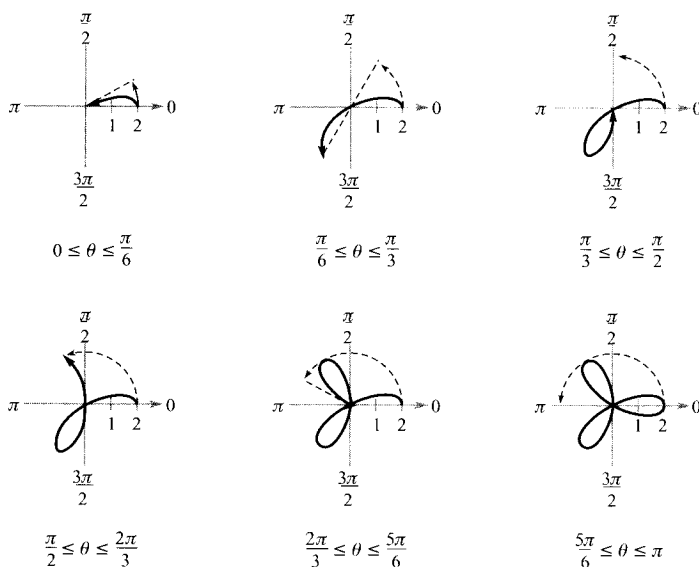 π/2
π/2
π/2
π 0
π 0
π 0
1 2
1 2
1 2
3π/2
3π/2
3π/2
0 ≤ θ ≤ π/6
π/6 ≤ θ ≤ π/3
π/3 ≤ θ ≤ π/2
π/2
π/2
π/2
π 0
π 0
π 0
1 2
1 2
1 2
3π/2
3π/2
3π/2
π/2 ≤ θ ≤ 2π/3
2π/3 ≤ θ ≤ 5π/6
5π/6 ≤ θ ≤ π